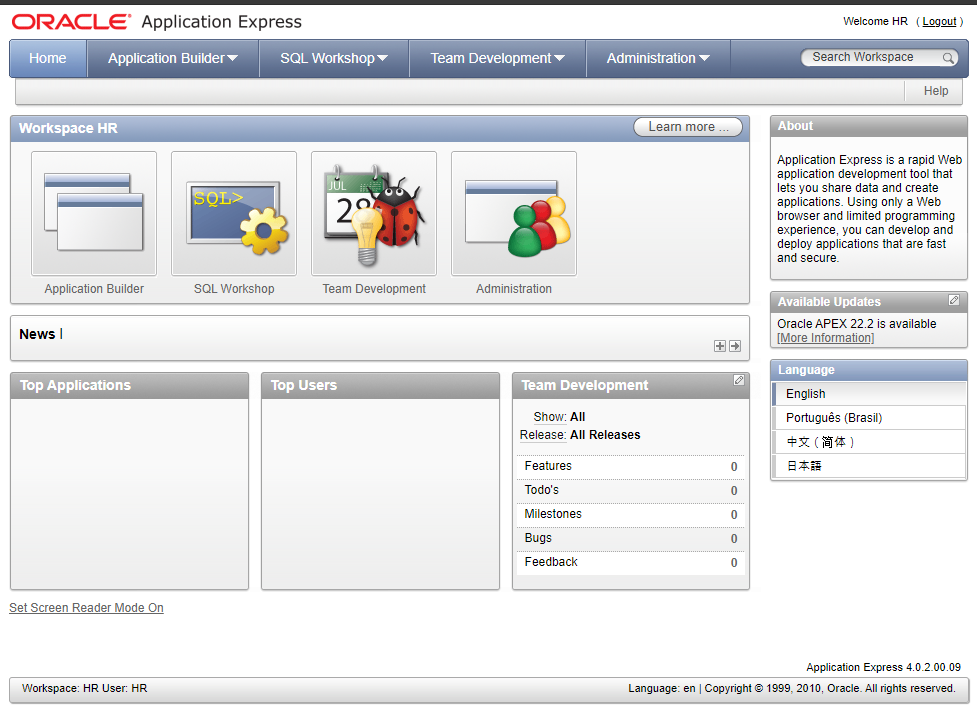 ORACLE® Application Express
Welcome HR ( Logout )
Home
Application Builder
SQL Workshop
Team Development
Administration
Search Workspace
Help
Workspace HR
Learn more ...
SQL>
JUL
28
Application Builder
SQL Workshop
Team Development
Administration
News |
Top Applications
Top Users
Team Development
Show: All
Release: All Releases
Features 0
Todo's 0
Milestones 0
Bugs 0
Feedback 0
About
Application Express is a rapid Web
application development tool that
lets you share data and create
applications. Using only a Web
browser and limited programming
experience, you can develop and
deploy applications that are fast
and secure.
Available Updates
Oracle APEX 22.2 is available
[More Information]
Language
English
Português (Brasil)
中文（简体）
日本語
Set Screen Reader Mode On
Application Express 4.0.2.00.09
Workspace: HR User: HR
Language: en | Copyright © 1999, 2010, Oracle. All rights reserved.